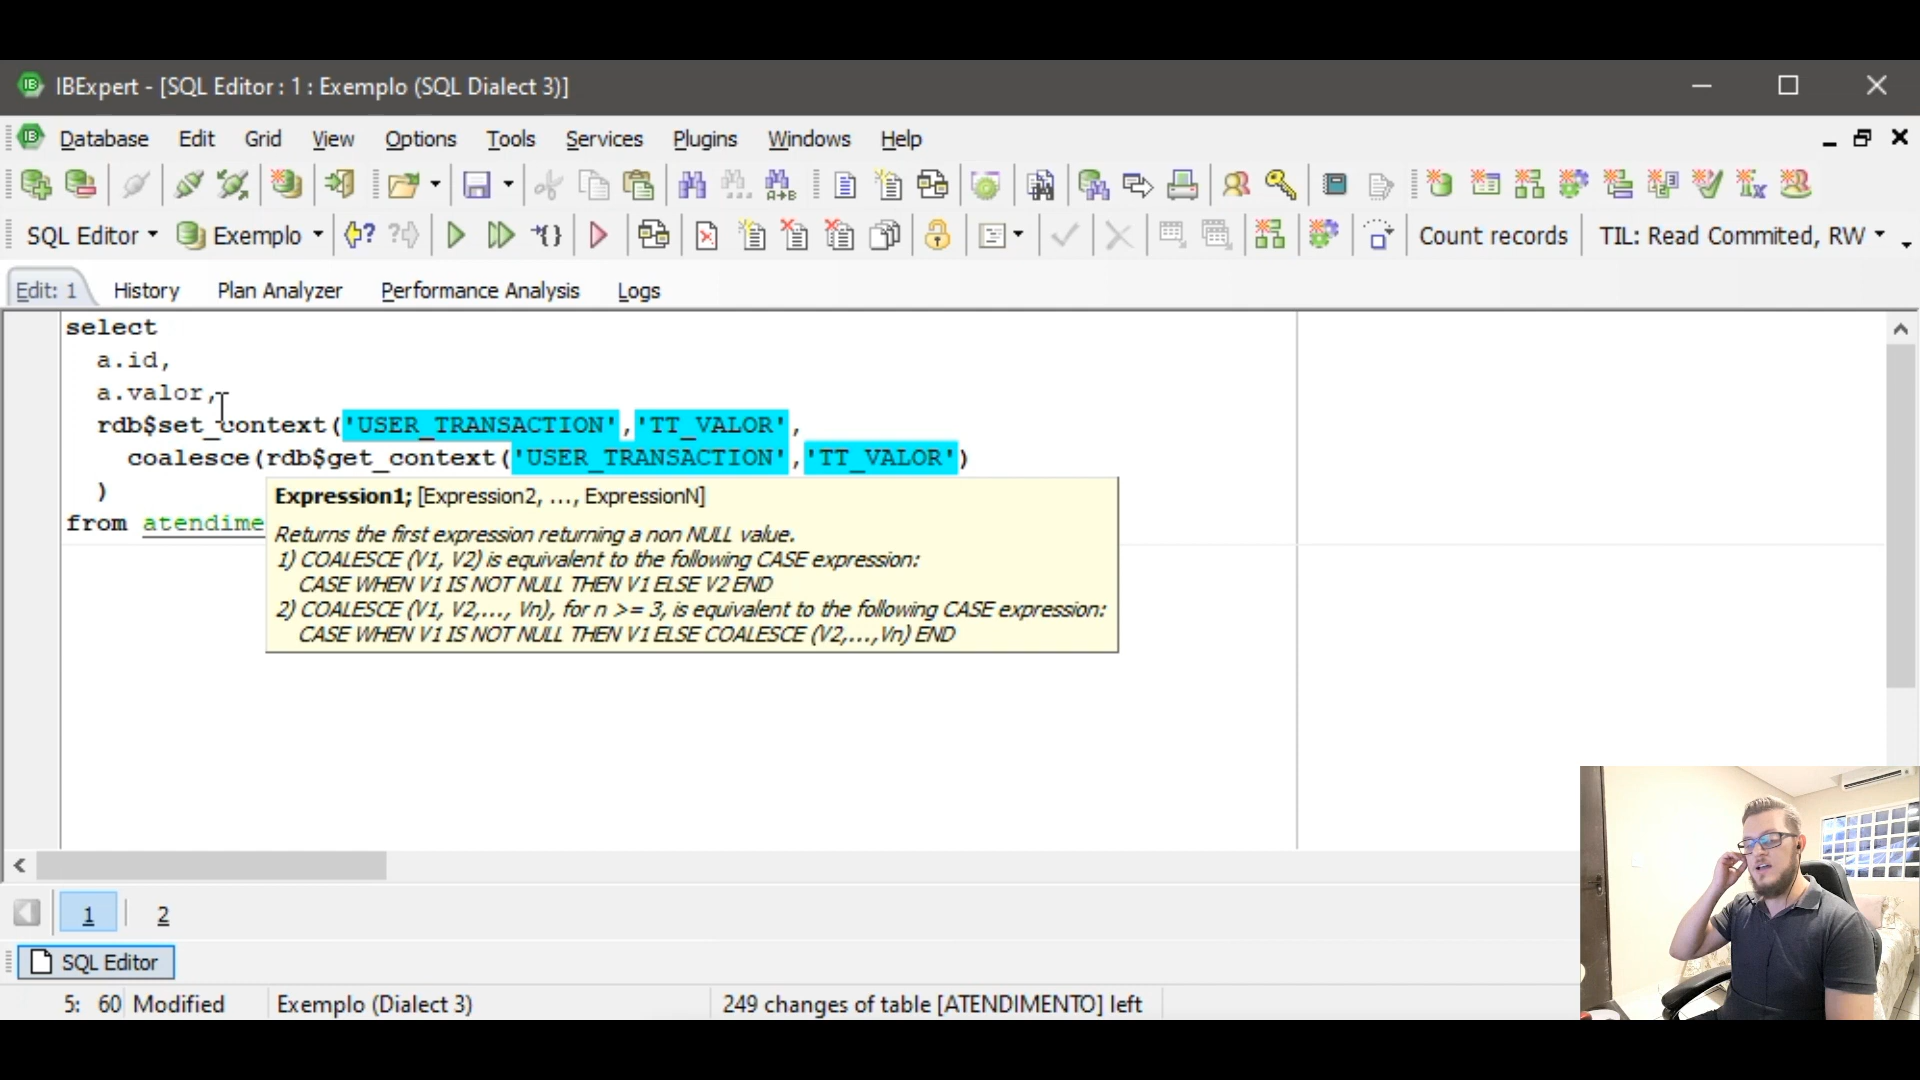 IBExpert - [SQL Editor : 1 : Exemplo (SQL Dialect 3)]
Database Edit Grid View Options Tools Services Plugins Windows Help
SQL Editor Exemplo Count records TIL: Read Commited, RW
Edit: 1 History Plan Analyzer Performance Analysis Logs
select
a.id,
a.valor,
rdb$set_context('USER_TRANSACTION','TT_VALOR',
coalesce(rdb$get_context('USER_TRANSACTION','TT_VALOR')
)
from atendime
Expression1; [Expression2, ..., ExpressionN]
Returns the first expression returning a non NULL value.
1) COALESCE (V1, V2) is equivalent to the following CASE expression:
CASE WHEN V1 IS NOT NULL THEN V1 ELSE V2 END
2) COALESCE (V1, V2,..., Vn), for n >= 3, is equivalent to the following CASE expression:
CASE WHEN V1 IS NOT NULL THEN V1 ELSE COALESCE (V2,...,Vn) END
1 2
SQL Editor
5: 60 Modified Exemplo (Dialect 3) 249 changes of table [ATENDIMENTO] left